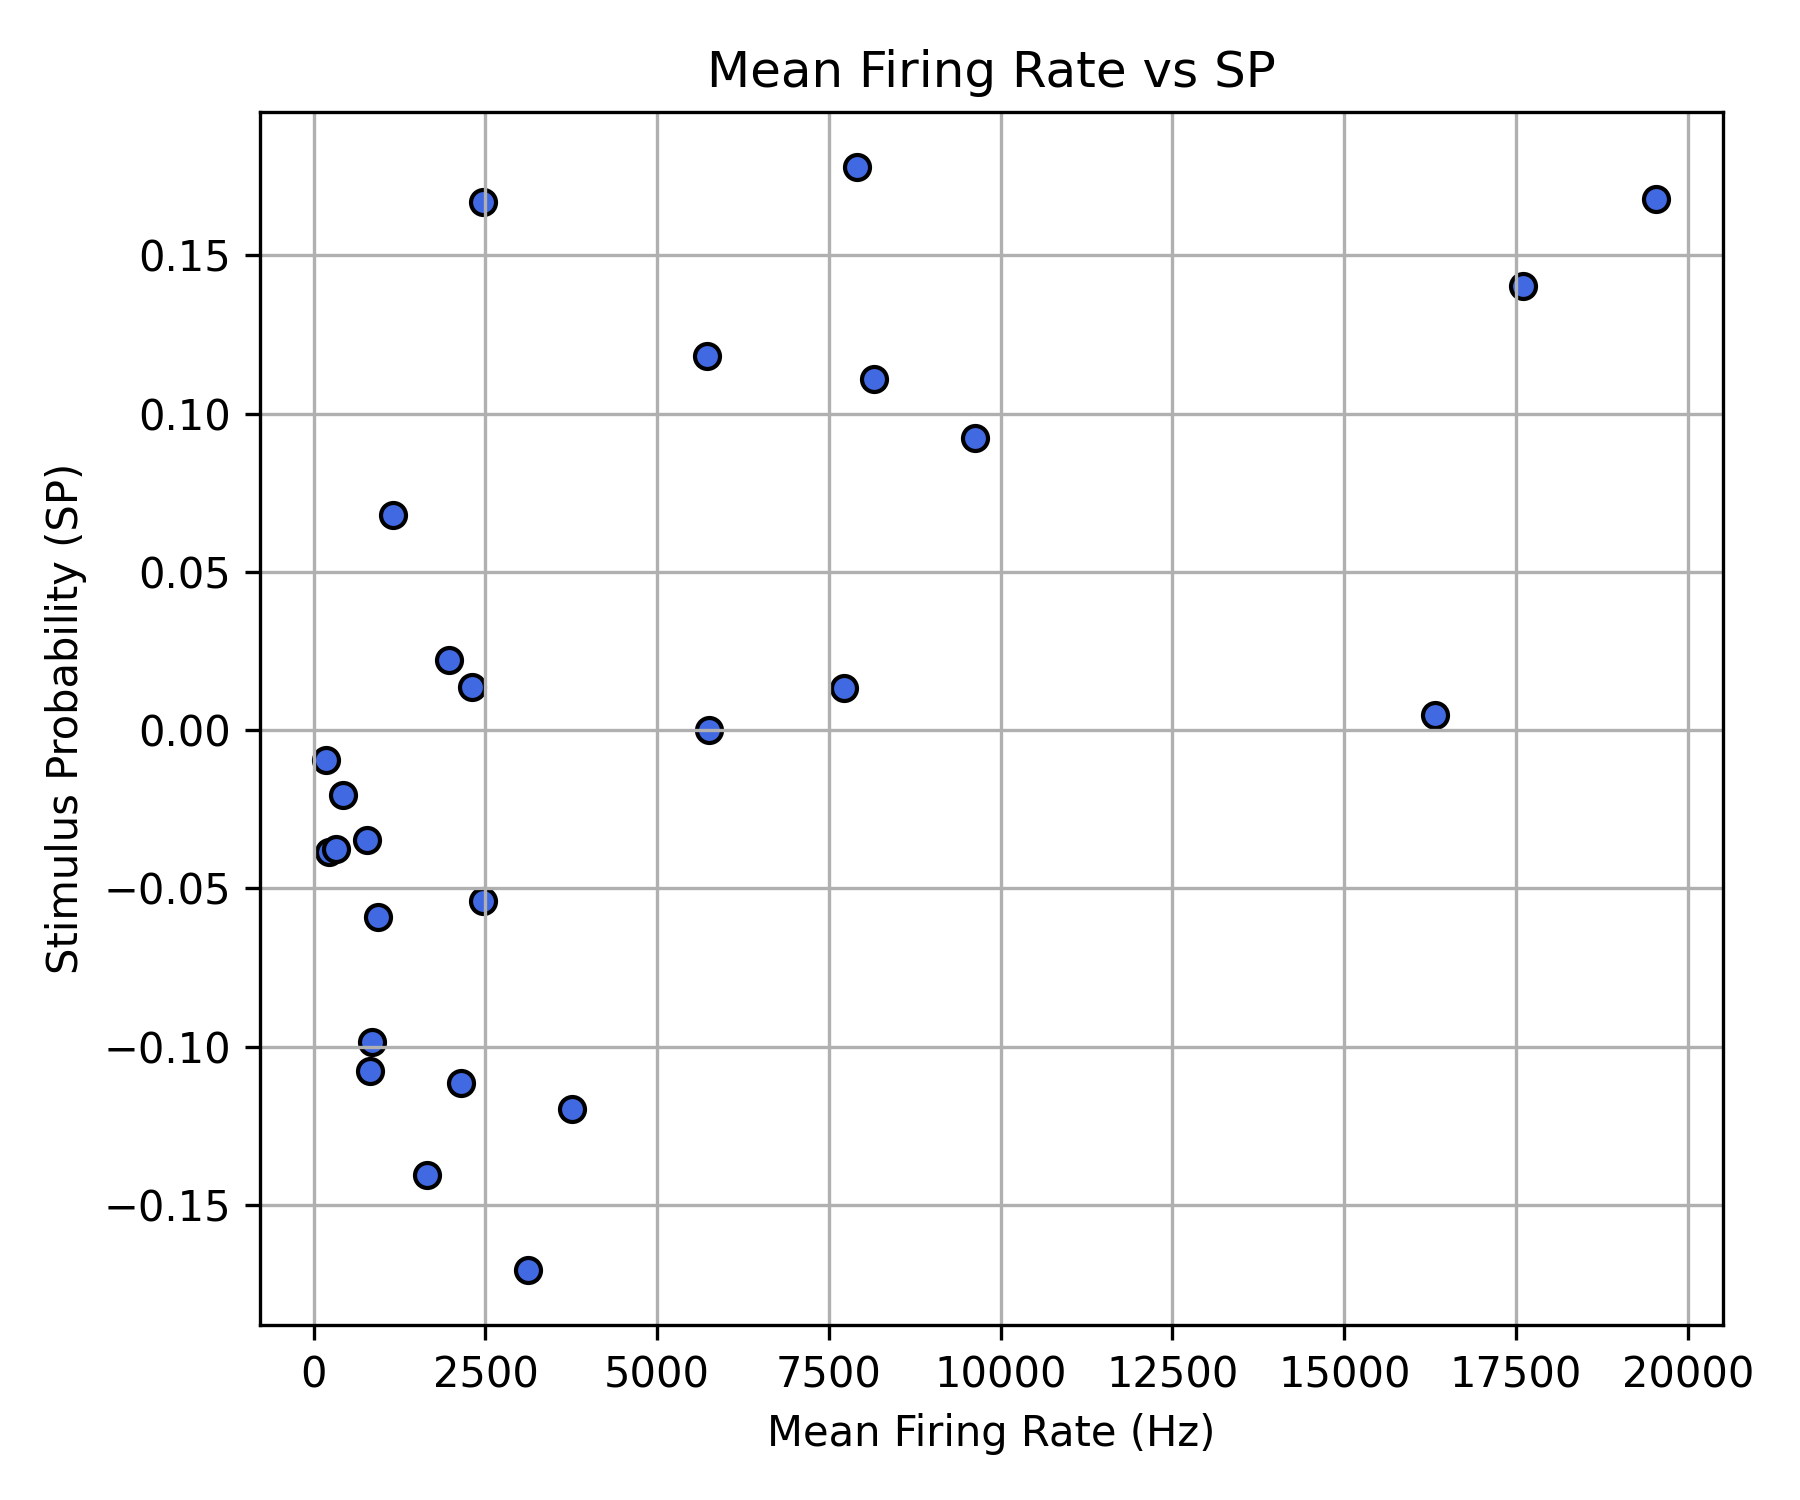 Mean Firing Rate vs SP
Stimulus Probability (SP)
0.15
0.10
0.05
0.00
−0.05
−0.10
−0.15
0 2500 5000 7500 10000 12500 15000 17500 20000
Mean Firing Rate (Hz)